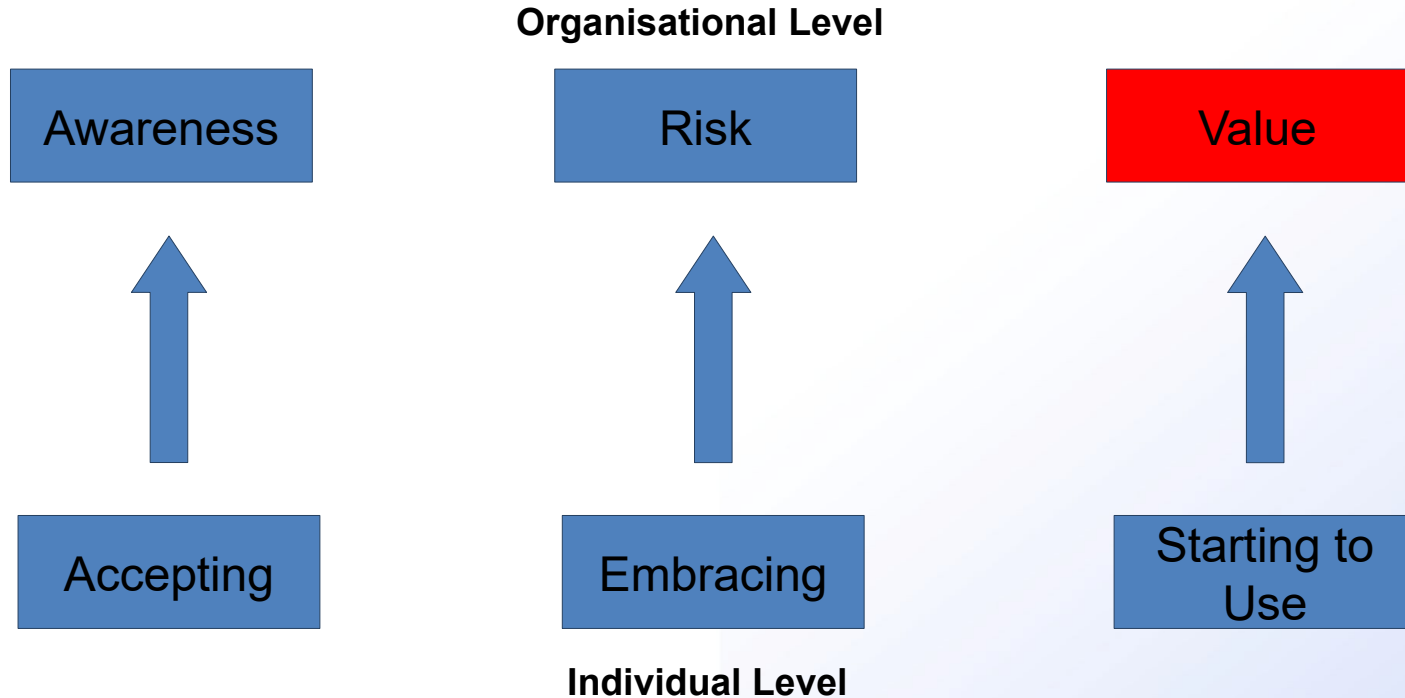 Organisational Level
Awareness
Risk
Value
Accepting
Embracing
Starting to
Use
Individual Level